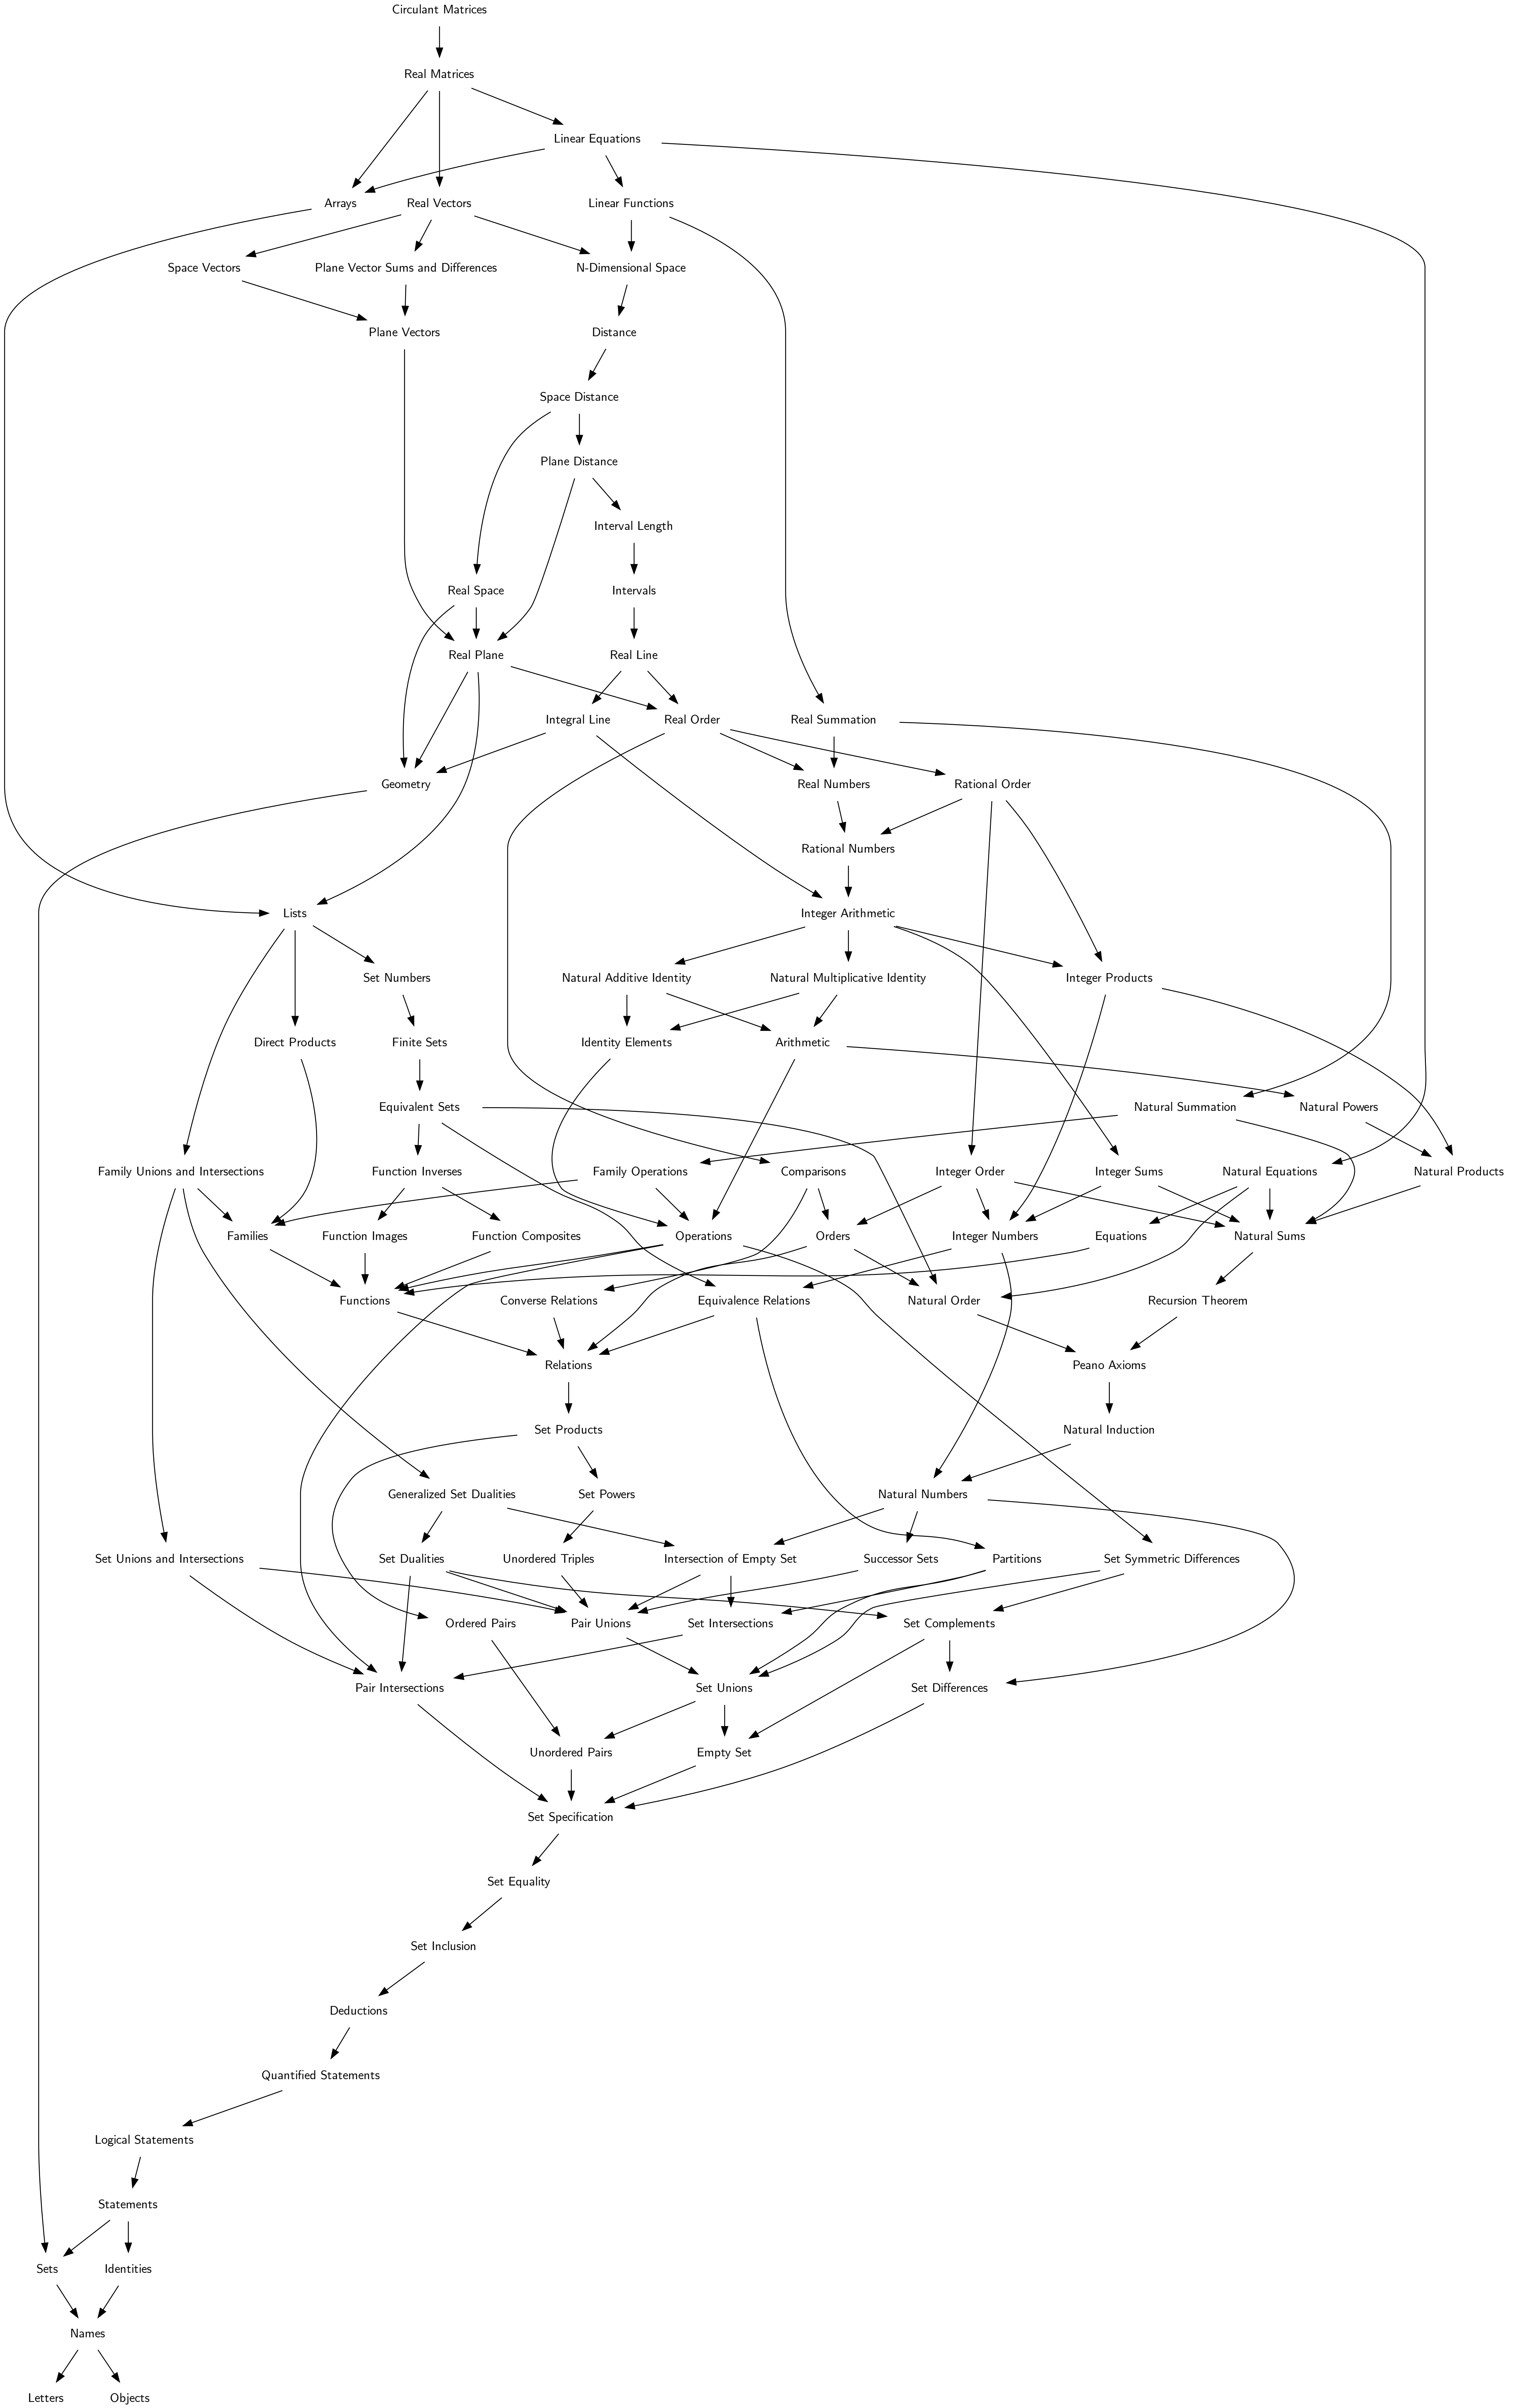 Circulant Matrices
Real Matrices
Linear Equations
Arrays
Real Vectors
Linear Functions
Space Vectors
Plane Vector Sums and Differences
N-Dimensional Space
Plane Vectors
Distance
Space Distance
Plane Distance
Interval Length
Real Space
Intervals
Real Plane
Real Line
Integral Line
Real Order
Real Summation
Geometry
Real Numbers
Rational Order
Rational Numbers
Lists
Integer Arithmetic
Set Numbers
Natural Additive Identity
Natural Multiplicative Identity
Integer Products
Direct Products
Finite Sets
Identity Elements
Arithmetic
Equivalent Sets
Natural Summation
Natural Powers
Family Unions and Intersections
Function Inverses
Family Operations
Comparisons
Integer Order
Integer Sums
Natural Equations
Natural Products
Families
Function Images
Function Composites
Operations
Orders
Integer Numbers
Equations
Natural Sums
Functions
Converse Relations
Equivalence Relations
Natural Order
Recursion Theorem
Relations
Peano Axioms
Set Products
Natural Induction
Generalized Set Dualities
Set Powers
Natural Numbers
Set Unions and Intersections
Set Dualities
Unordered Triples
Intersection of Empty Set
Successor Sets
Partitions
Set Symmetric Differences
Ordered Pairs
Pair Unions
Set Intersections
Set Complements
Pair Intersections
Set Unions
Set Differences
Unordered Pairs
Empty Set
Set Specification
Set Equality
Set Inclusion
Deductions
Quantified Statements
Logical Statements
Statements
Sets
Identities
Names
Letters
Objects